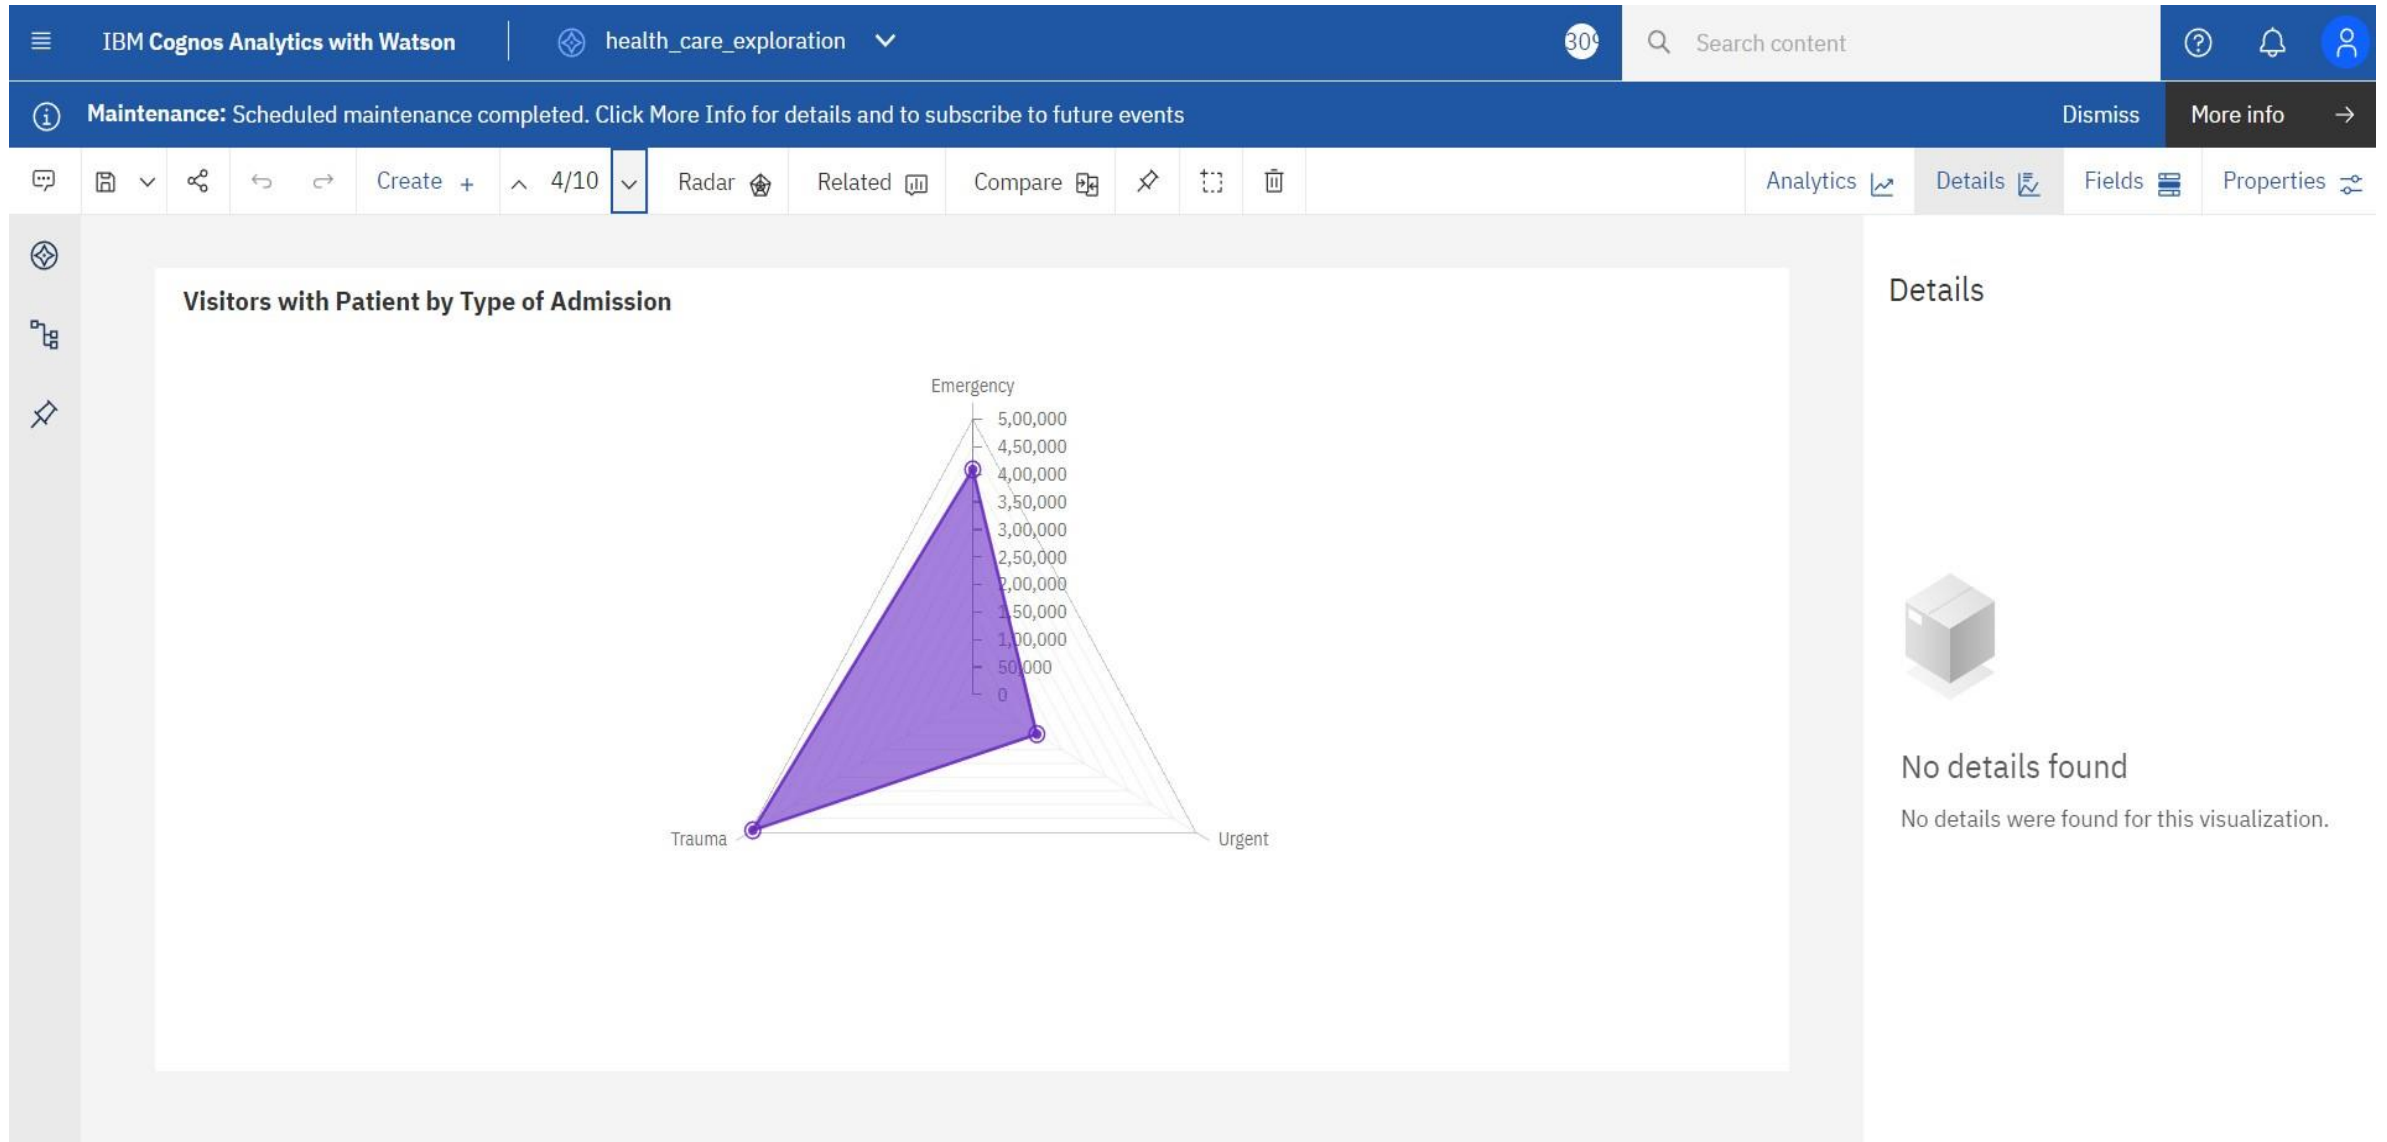 IBM Cognos Analytics with Watson
health_care_exploration
Search content
Maintenance: Scheduled maintenance completed. Click More Info for details and to subscribe to future events
Dismiss
More info
Create +
4/10
Radar
Related
Compare
Analytics
Details
Fields
Properties
Visitors with Patient by Type of Admission
Emergency
5,00,000
4,50,000
4,00,000
3,50,000
3,00,000
2,50,000
2,00,000
1,50,000
1,00,000
50,000
0
Trauma
Urgent
Details
No details found
No details were found for this visualization.